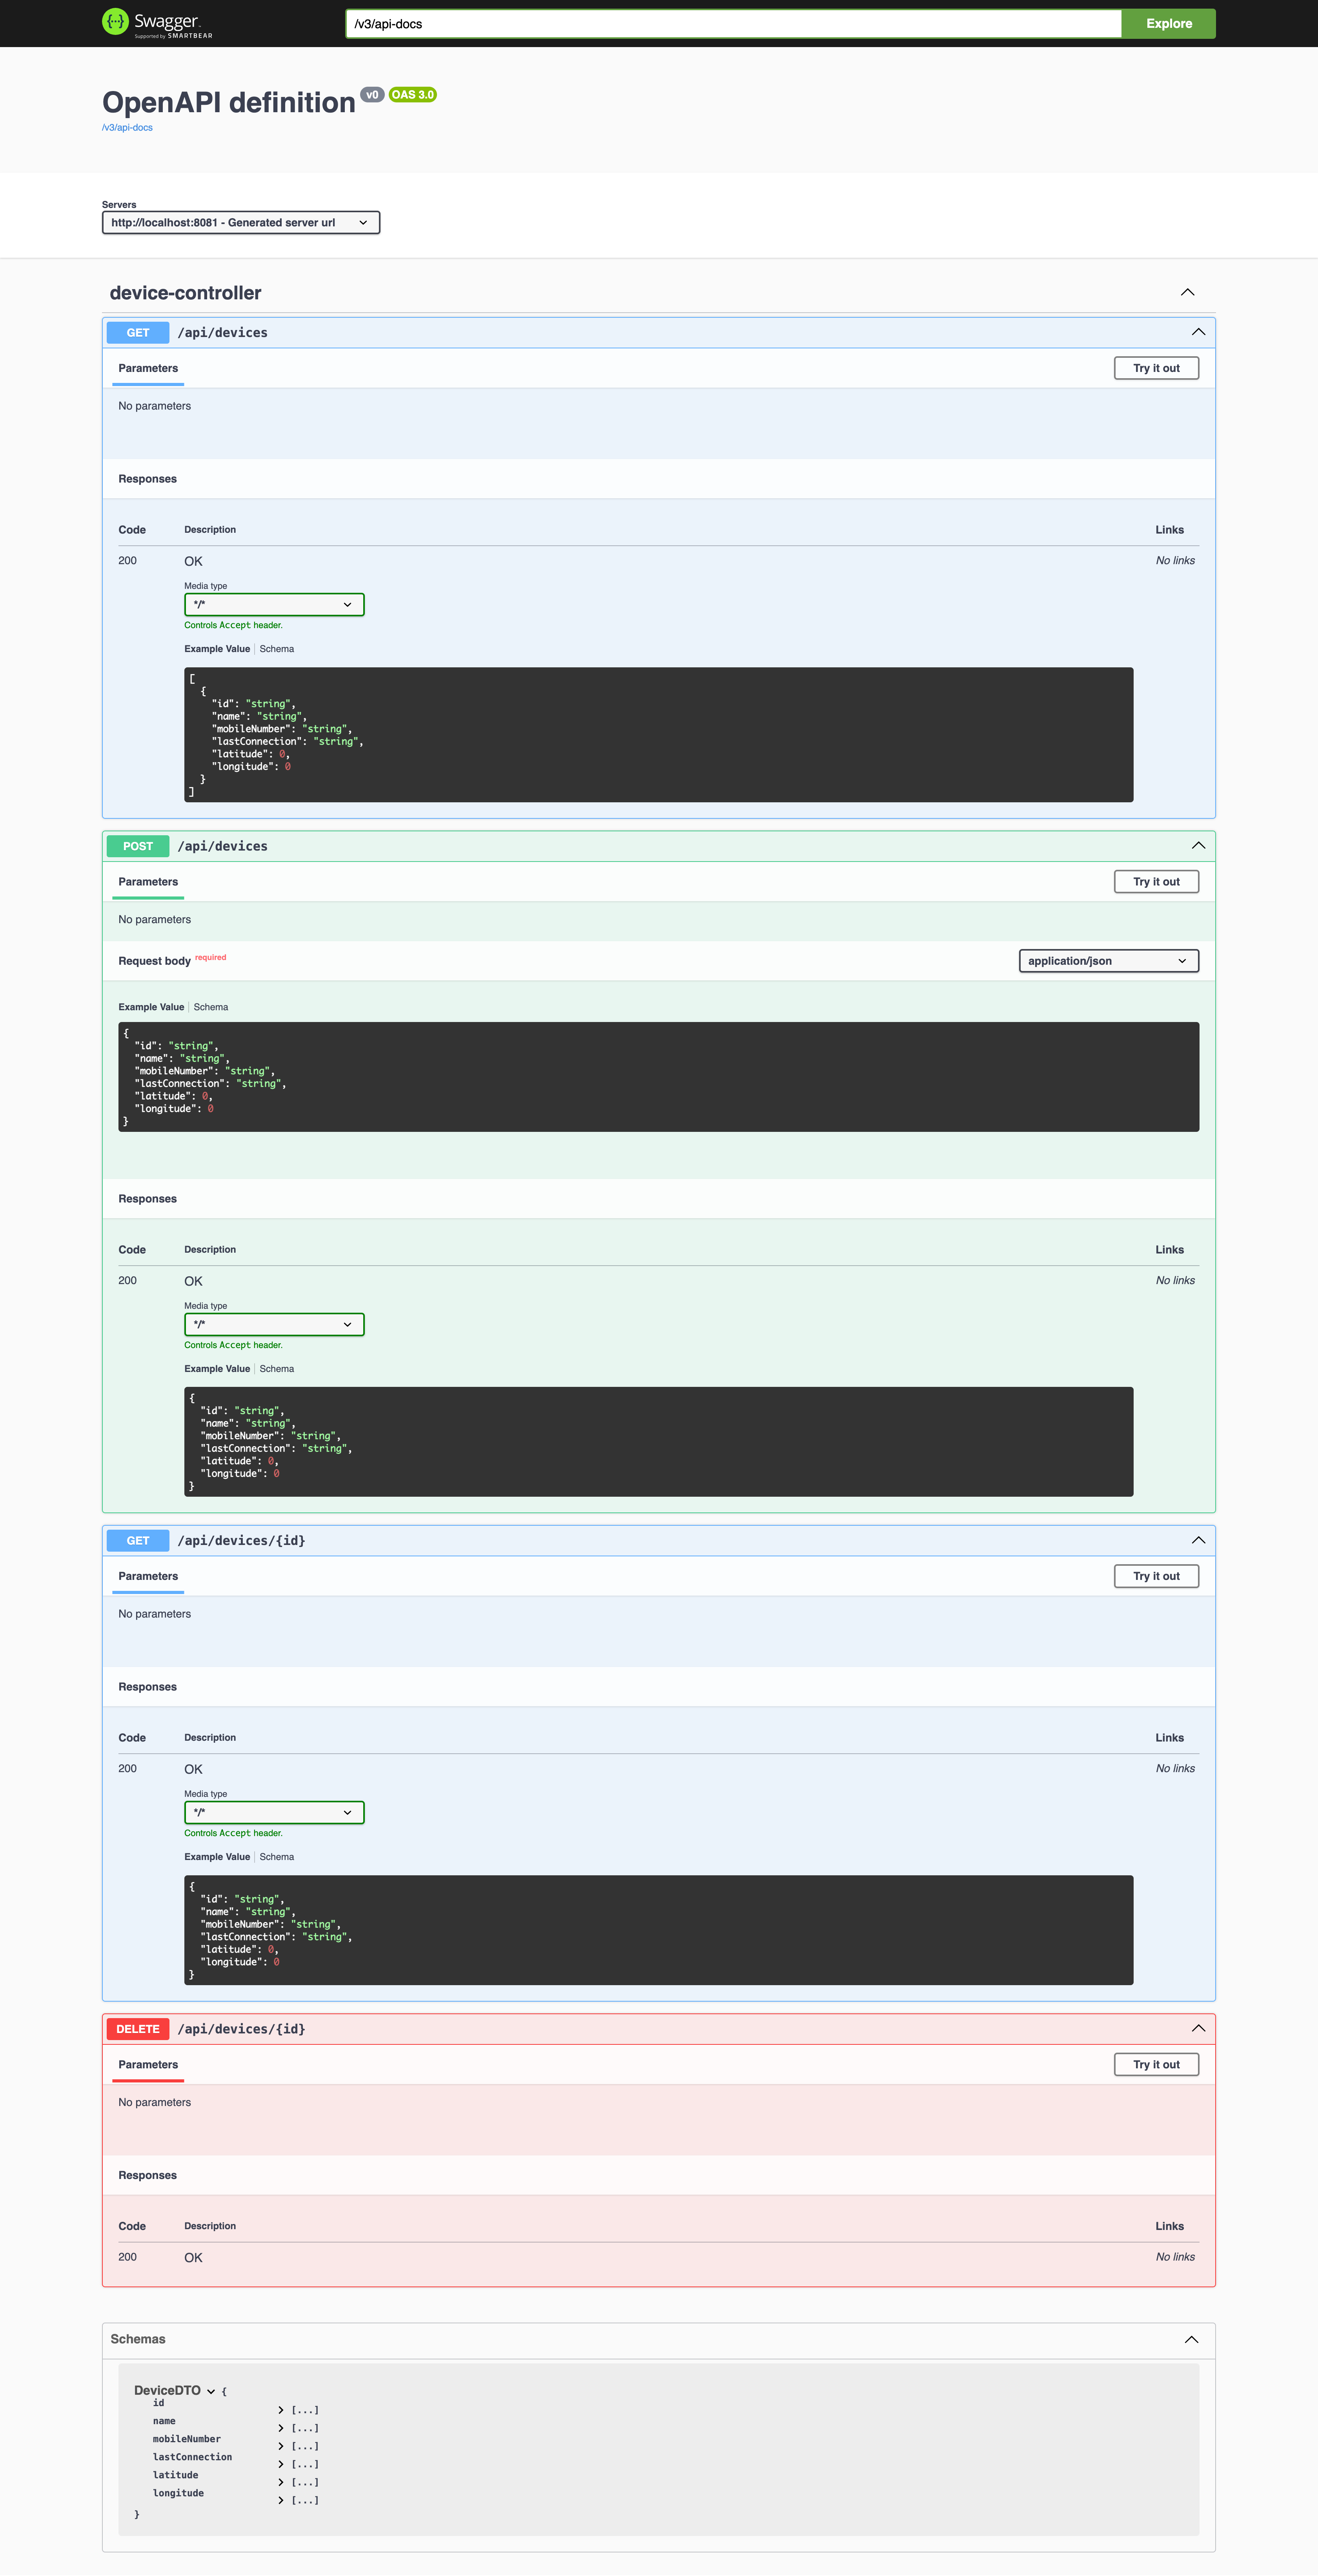 Swagger
Supported by SMARTBEAR
/v3/api-docs
Explore
OpenAPI definition v0 OAS 3.0
/v3/api-docs
Servers
http://localhost:8081 - Generated server url
device-controller
GET /api/devices
Parameters Try it out
No parameters
Responses
Code Description Links
200 OK No links
Media type
*/*
Controls Accept header.
Example Value Schema
[
  {
    "id": "string",
    "name": "string",
    "mobileNumber": "string",
    "lastConnection": "string",
    "latitude": 0,
    "longitude": 0
  }
]
POST /api/devices
Parameters Try it out
No parameters
Request body required application/json
Example Value Schema
{
  "id": "string",
  "name": "string",
  "mobileNumber": "string",
  "lastConnection": "string",
  "latitude": 0,
  "longitude": 0
}
Responses
Code Description Links
200 OK No links
Media type
*/*
Controls Accept header.
Example Value Schema
{
  "id": "string",
  "name": "string",
  "mobileNumber": "string",
  "lastConnection": "string",
  "latitude": 0,
  "longitude": 0
}
GET /api/devices/{id}
Parameters Try it out
No parameters
Responses
Code Description Links
200 OK No links
Media type
*/*
Controls Accept header.
Example Value Schema
{
  "id": "string",
  "name": "string",
  "mobileNumber": "string",
  "lastConnection": "string",
  "latitude": 0,
  "longitude": 0
}
DELETE /api/devices/{id}
Parameters Try it out
No parameters
Responses
Code Description Links
200 OK No links
Schemas
DeviceDTO {
id [...]
name [...]
mobileNumber [...]
lastConnection [...]
latitude [...]
longitude [...]
}